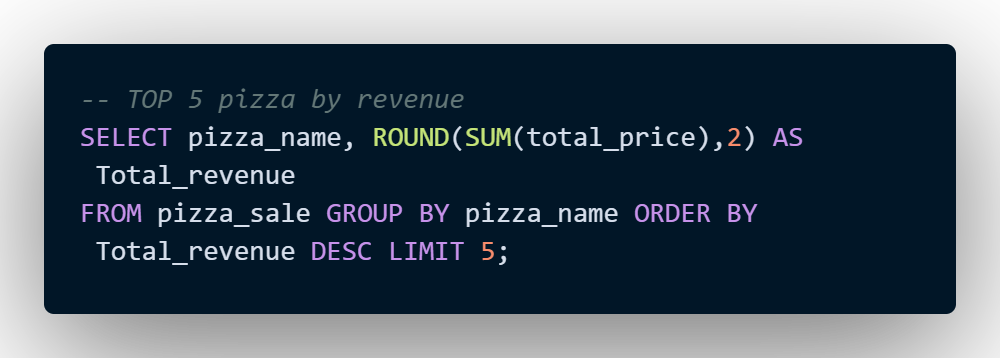 -- TOP 5 pizza by revenue
SELECT pizza_name, ROUND(SUM(total_price),2) AS
Total_revenue
FROM pizza_sale GROUP BY pizza_name ORDER BY
Total_revenue DESC LIMIT 5;